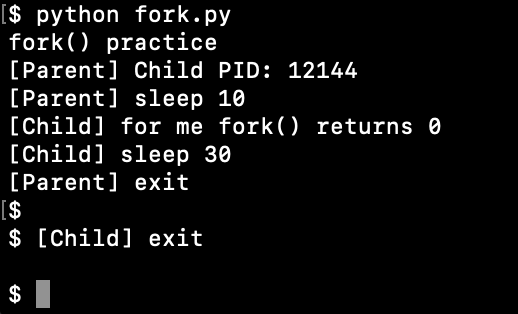 [$ python fork.py
fork() practice
[Parent] Child PID: 12144
[Parent] sleep 10
[Child] for me fork() returns 0
[Child] sleep 30
[Parent] exit
[$
$ [Child] exit
$